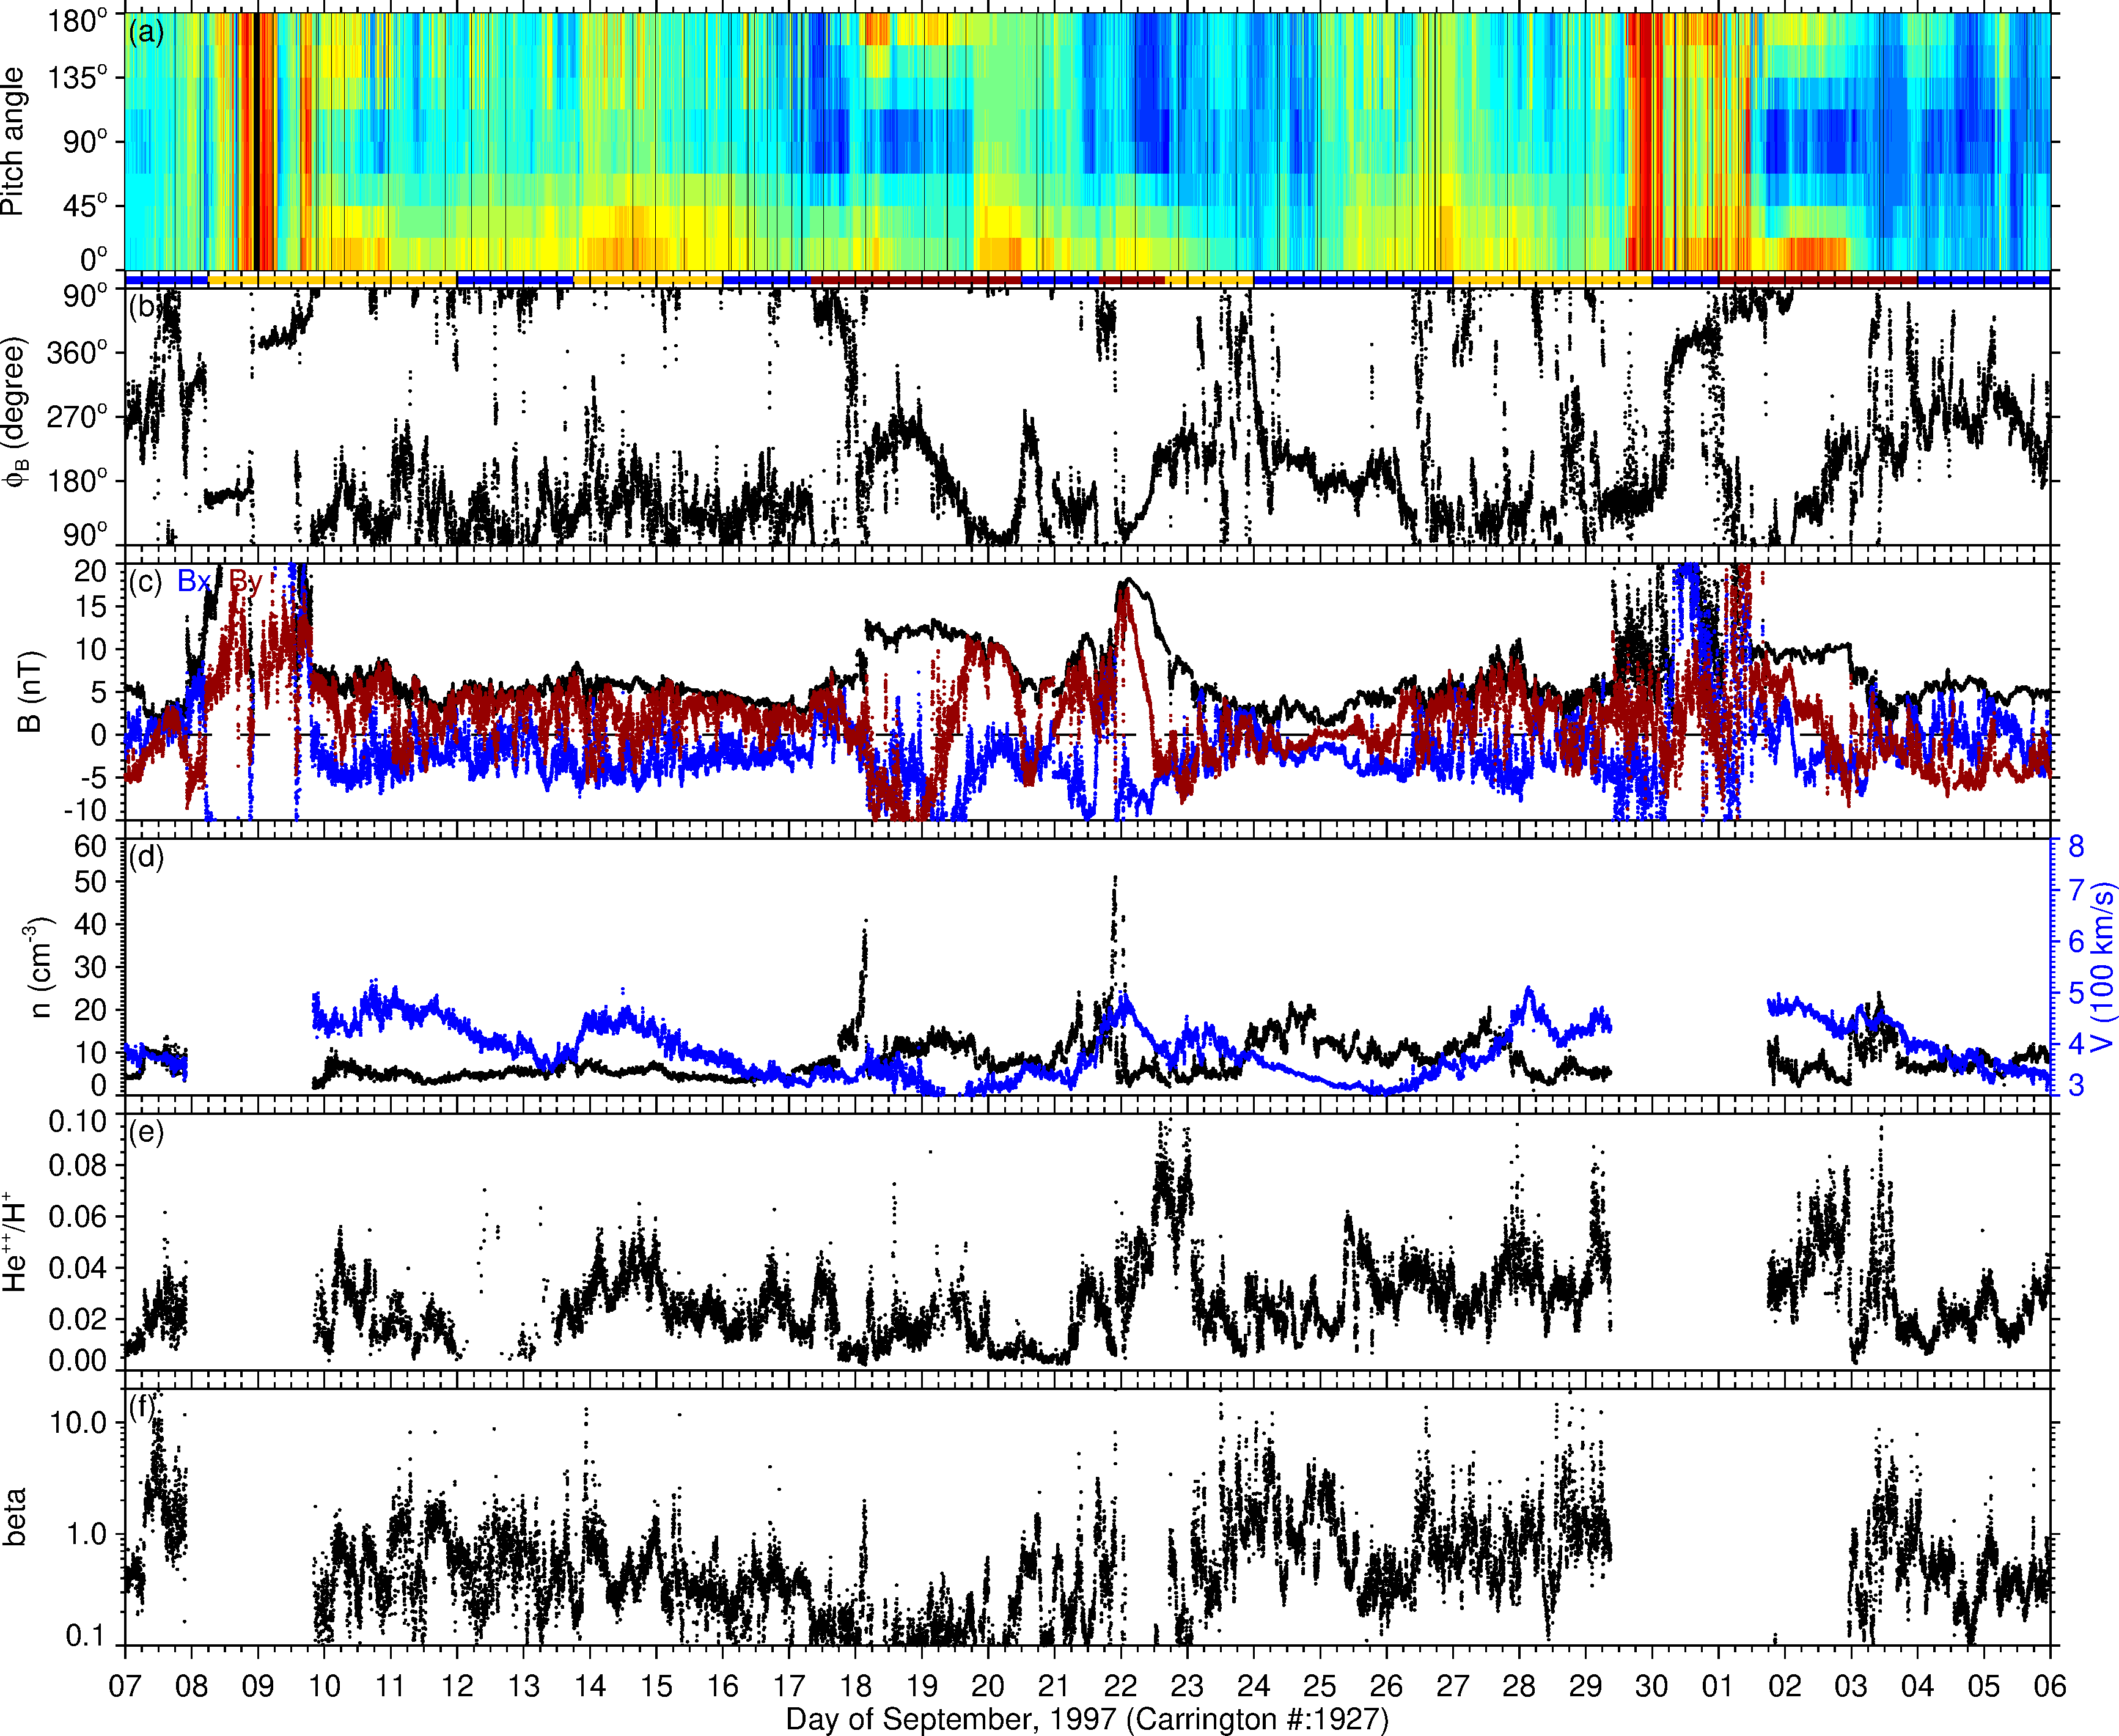 (a)
Pitch angle
180°
135°
90°
45°
0°
(b)
ϕB (degree)
90°
360°
270°
180°
90°
(c)
Bx By
B (nT)
20
15
10
5
0
-5
-10
(d)
n (cm-3)
60
50
40
30
20
10
0
8
7
6
5
4
3
V (100 km/s)
(e)
He++/H+
0.10
0.08
0.06
0.04
0.02
0.00
(f)
beta
10.0
1.0
0.1
07 08 09 10 11 12 13 14 15 16 17 18 19 20 21 22 23 24 25 26 27 28 29 30 01 02 03 04 05 06
Day of September, 1997 (Carrington #:1927)